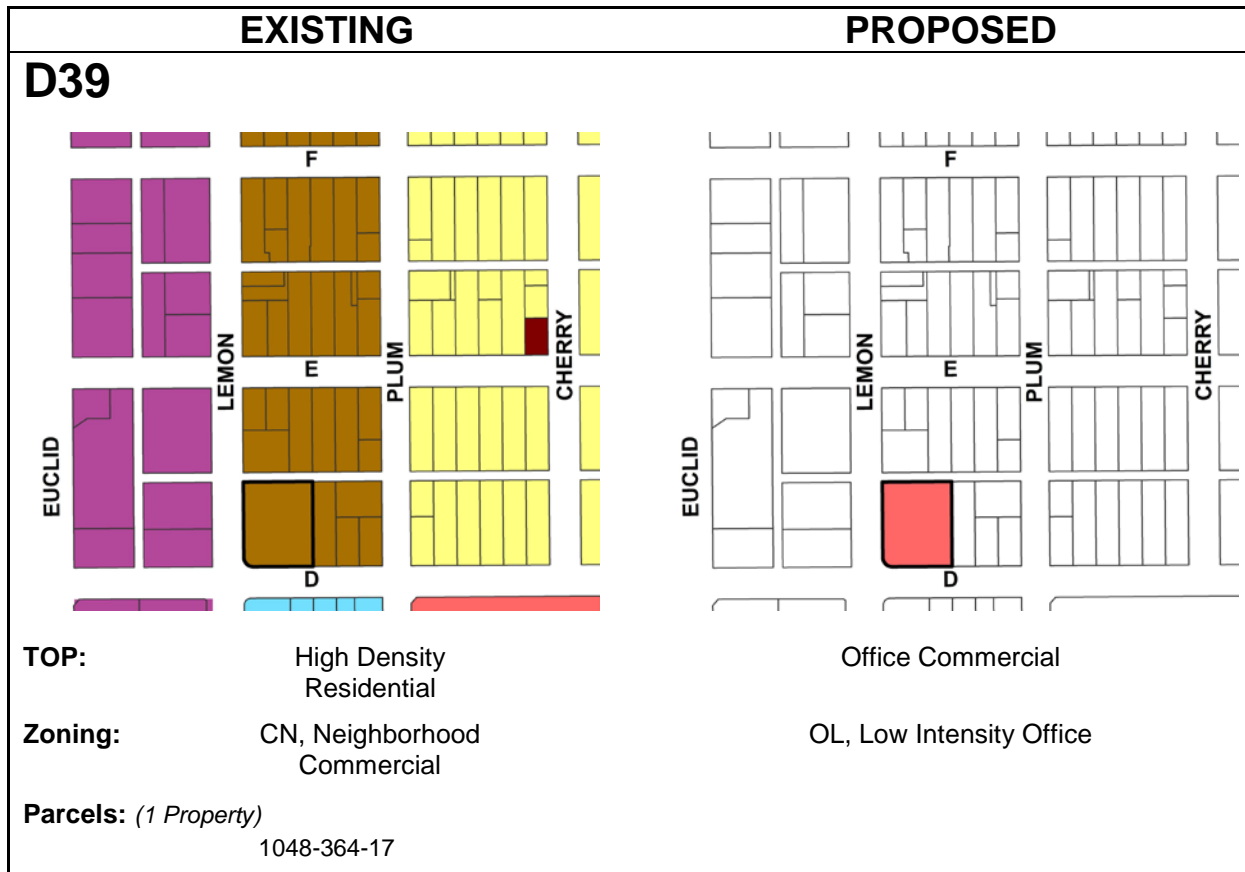 EXISTING PROPOSED
D39
F F
LEMON PLUM CHERRY LEMON PLUM CHERRY
E E
EUCLID EUCLID
D D
TOP: High Density Office Commercial
Residential
Zoning: CN, Neighborhood OL, Low Intensity Office
Commercial
Parcels: (1 Property)
1048-364-17